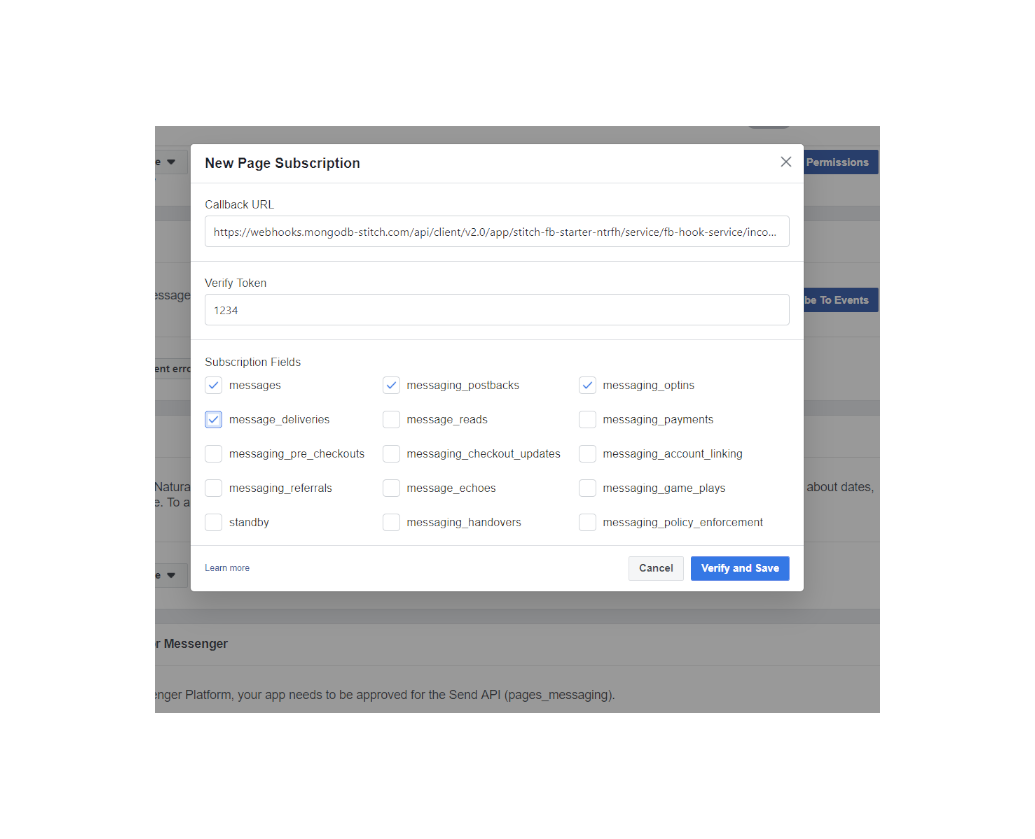 e
Permissions
New Page Subscription
Callback URL
https://webhooks.mongodb-stitch.com/api/client/v2.0/app/stitch-fb-starter-ntrfh/service/fb-hook-service/inco...
Verify Token
1234
essage
be To Events
Subscription Fields
ent erro
messages messaging_postbacks messaging_optins
message_deliveries message_reads messaging_payments
messaging_pre_checkouts messaging_checkout_updates messaging_account_linking
messaging_referrals message_echoes messaging_game_plays
Natura
about dates,
e. To a
standby messaging_handovers messaging_policy_enforcement
Learn more Cancel Verify and Save
e
r Messenger
enger Platform, your app needs to be approved for the Send API (pages_messaging).